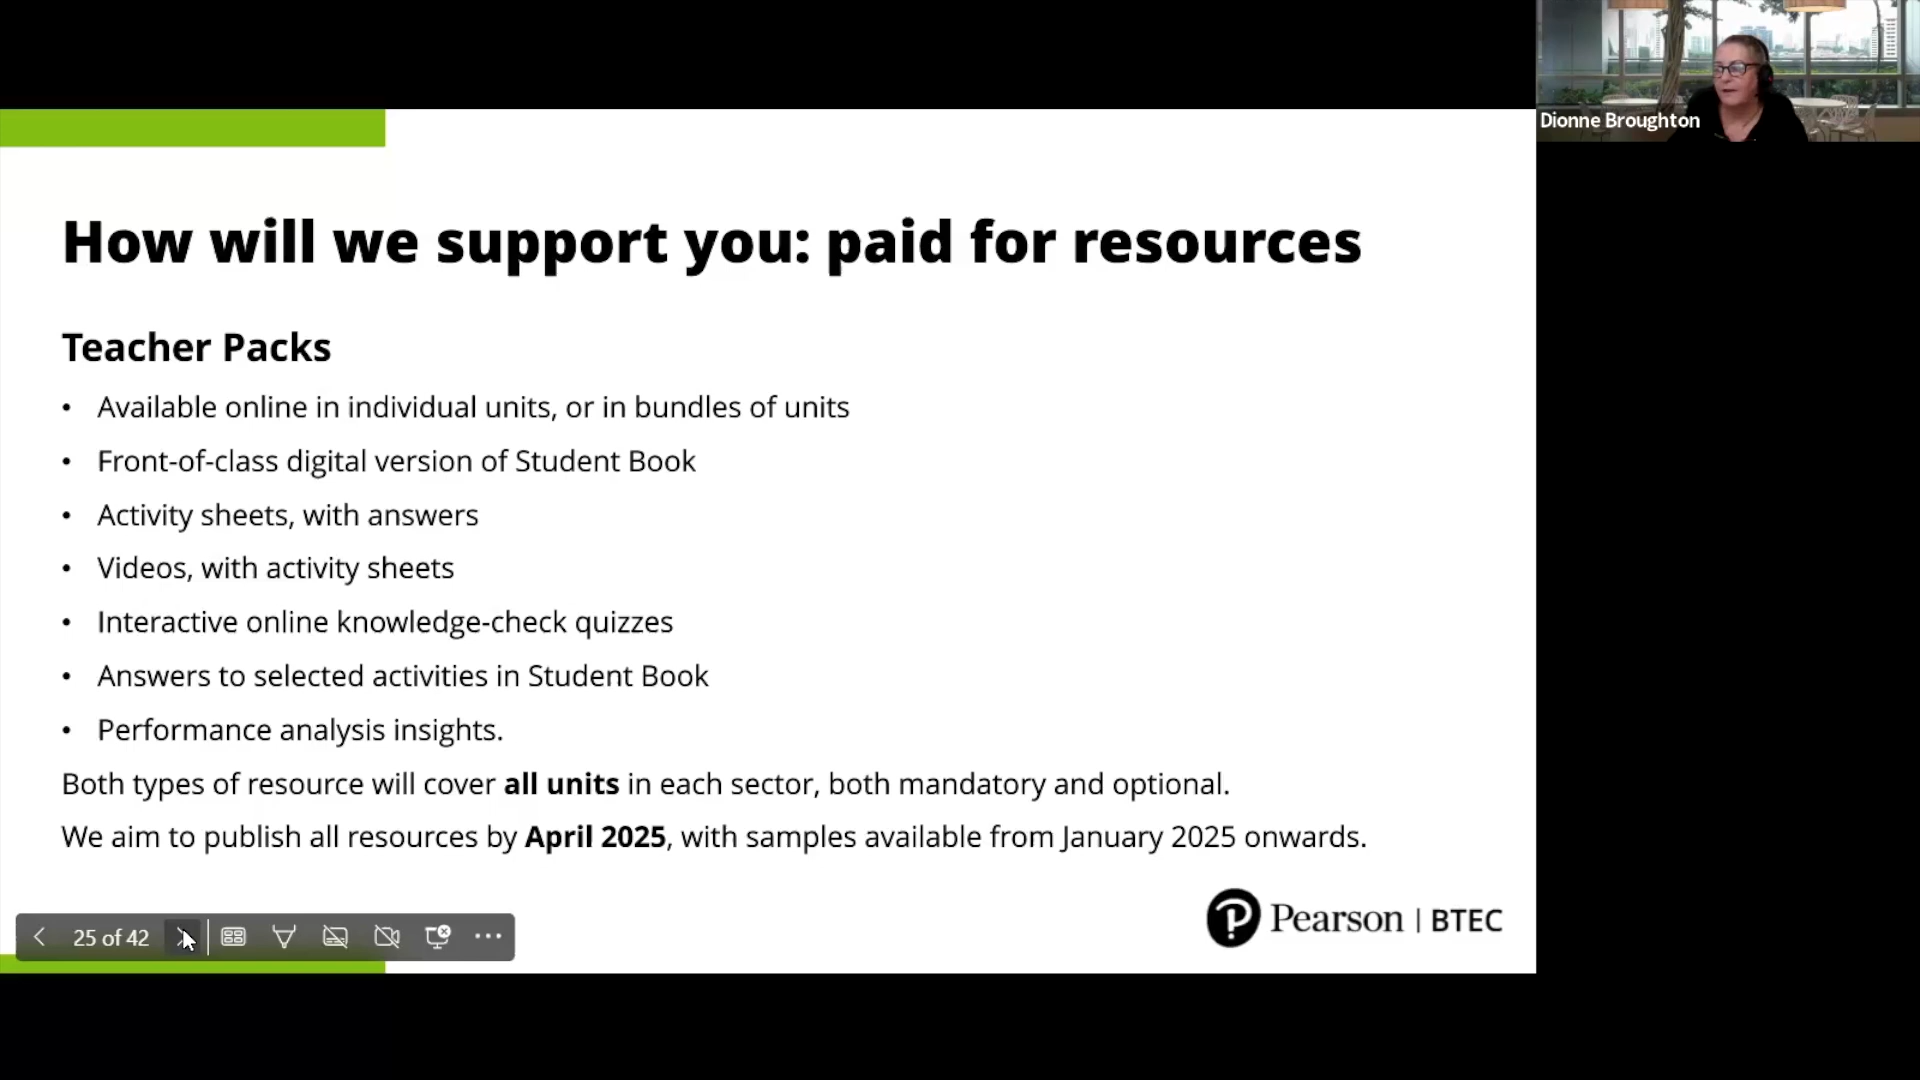 Dionne Broughton
How will we support you: paid for resources
Teacher Packs
• Available online in individual units, or in bundles of units
• Front-of-class digital version of Student Book
• Activity sheets, with answers
• Videos, with activity sheets
• Interactive online knowledge-check quizzes
• Answers to selected activities in Student Book
• Performance analysis insights.
Both types of resource will cover all units in each sector, both mandatory and optional.
We aim to publish all resources by April 2025, with samples available from January 2025 onwards.
Pearson | BTEC
25 of 42